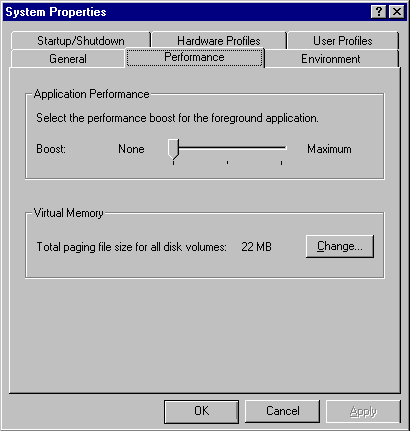 System Properties
Startup/Shutdown Hardware Profiles User Profiles
General Performance Environment
Application Performance
Select the performance boost for the foreground application.
Boost: None Maximum
Virtual Memory
Total paging file size for all disk volumes: 22 MB Change...
OK Cancel Apply